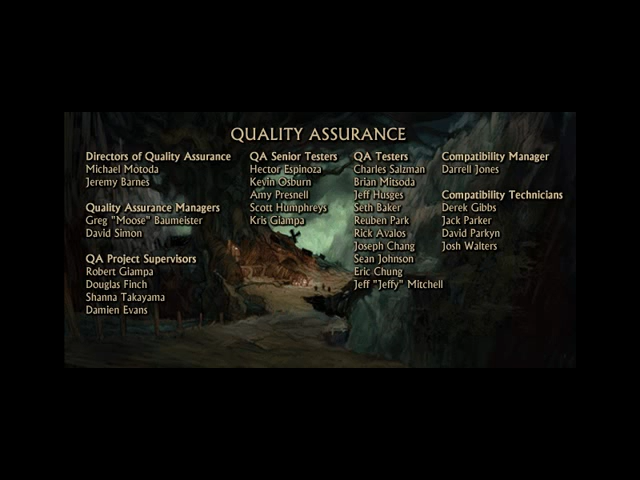 QUALITY ASSURANCE
Directors of Quality Assurance
Michael Motoda
Jeremy Barnes
Quality Assurance Managers
Greg "Moose" Baumeister
David Simon
QA Project Supervisors
Robert Giampa
Douglas Finch
Shanna Takayama
Damien Evans
QA Senior Testers
Hector Espinoza
Kevin Osburn
Amy Presnell
Scott Humphreys
Kris Giampa
QA Testers
Charles Salzman
Brian Mitsoda
Jeff Husges
Seth Baker
Reuben Park
Rick Avalos
Joseph Chang
Sean Johnson
Eric Chung
Jeff "Jeffy" Mitchell
Compatibility Manager
Darrell Jones
Compatibility Technicians
Derek Gibbs
Jack Parker
David Parkyn
Josh Walters